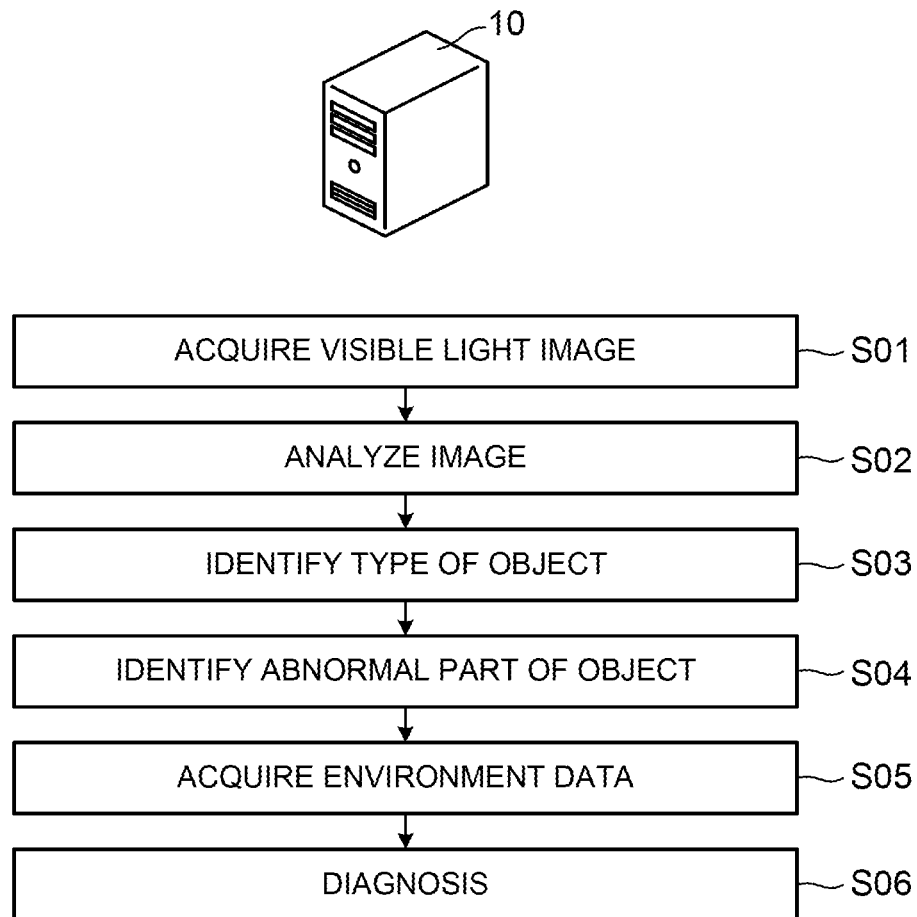 10
ACQUIRE VISIBLE LIGHT IMAGE S01
ANALYZE IMAGE S02
IDENTIFY TYPE OF OBJECT S03
IDENTIFY ABNORMAL PART OF OBJECT S04
ACQUIRE ENVIRONMENT DATA S05
DIAGNOSIS S06